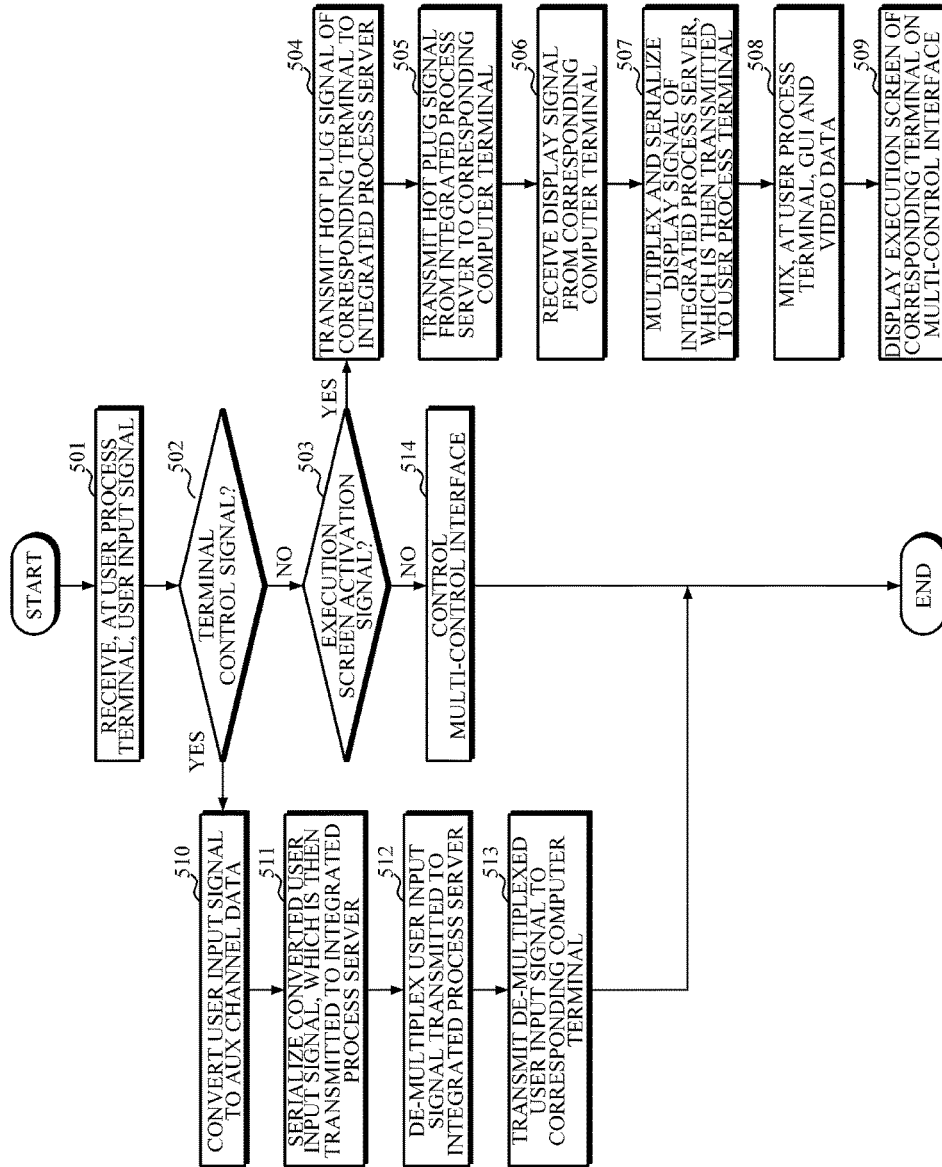 START
501
RECEIVE, AT USER PROCESS
TERMINAL, USER INPUT SIGNAL
502
TERMINAL
CONTROL SIGNAL?
YES
NO
503
EXECUTION
SCREEN ACTIVATION
SIGNAL?
YES
NO
504
TRANSMIT HOT PLUG SIGNAL OF
CORRESPONDING TERMINAL TO
INTEGRATED PROCESS SERVER
505
TRANSMIT HOT PLUG SIGNAL
FROM INTEGRATED PROCESS
SERVER TO CORRESPONDING
COMPUTER TERMINAL
506
RECEIVE DISPLAY SIGNAL
FROM CORRESPONDING
COMPUTER TERMINAL
507
MULTIPLEX AND SERIALIZE
DISPLAY SIGNAL OF
INTEGRATED PROCESS SERVER,
WHICH IS THEN TRANSMITTED
TO USER PROCESS TERMINAL
508
MIX, AT USER PROCESS
TERMINAL, GUI AND
VIDEO DATA
509
DISPLAY EXECUTION SCREEN OF
CORRESPONDING TERMINAL ON
MULTI-CONTROL INTERFACE
510
CONVERT USER INPUT SIGNAL
TO AUX CHANNEL DATA
511
SERIALIZE CONVERTED USER
INPUT SIGNAL, WHICH IS THEN
TRANSMITTED TO INTEGRATED
PROCESS SERVER
512
DE-MULTIPLEX USER INPUT
SIGNAL TRANSMITTED TO
INTEGRATED PROCESS SERVER
513
TRANSMIT DE-MULTIPLEXED
USER INPUT SIGNAL TO
CORRESPONDING COMPUTER
TERMINAL
514
CONTROL
MULTI-CONTROL INTERFACE
END